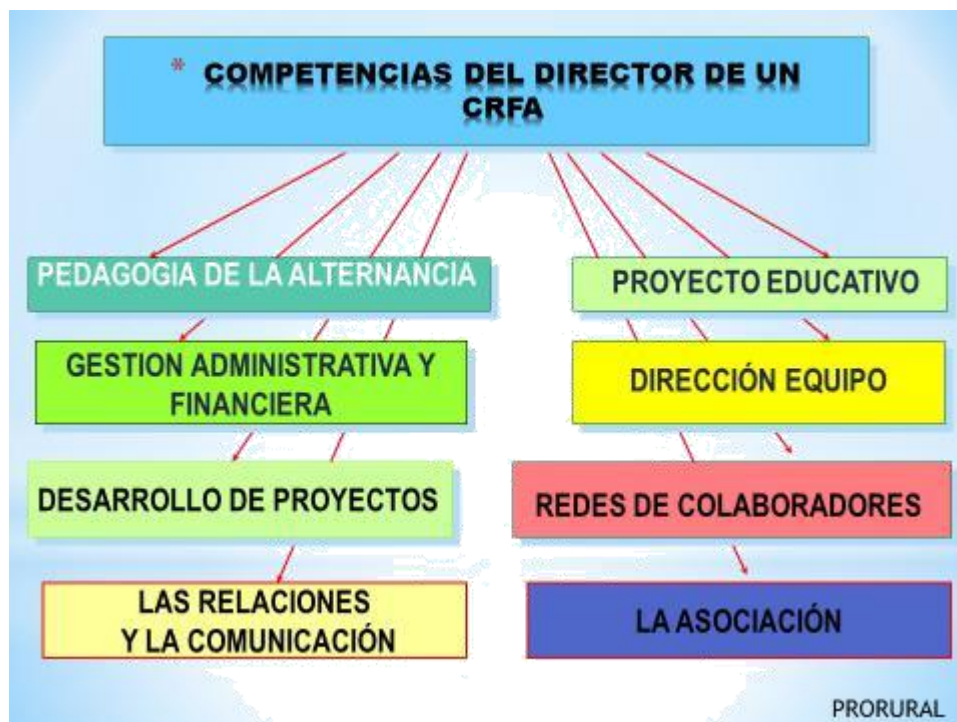 * COMPETENCIAS DEL DIRECTOR DE UN
CRFA
PEDAGOGIA DE LA ALTERNANCIA
PROYECTO EDUCATIVO
GESTION ADMINISTRATIVA Y
FINANCIERA
DIRECCIÓN EQUIPO
DESARROLLO DE PROYECTOS
REDES DE COLABORADORES
LAS RELACIONES
Y LA COMUNICACIÓN
LA ASOCIACIÓN
PRORURAL